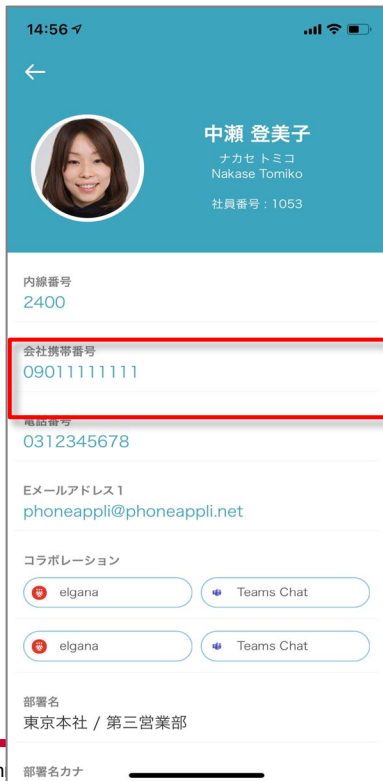 14:56
中瀬 登美子
ナカセ トミコ
Nakase Tomiko
社員番号 : 1053
内線番号
2400
会社携帯番号
09011111111
電話番号
0312345678
Eメールアドレス1
phoneappli@phoneappli.net
コラボレーション
elgana Teams Chat
elgana Teams Chat
部署名
東京本社 / 第三営業部
部署名カナ